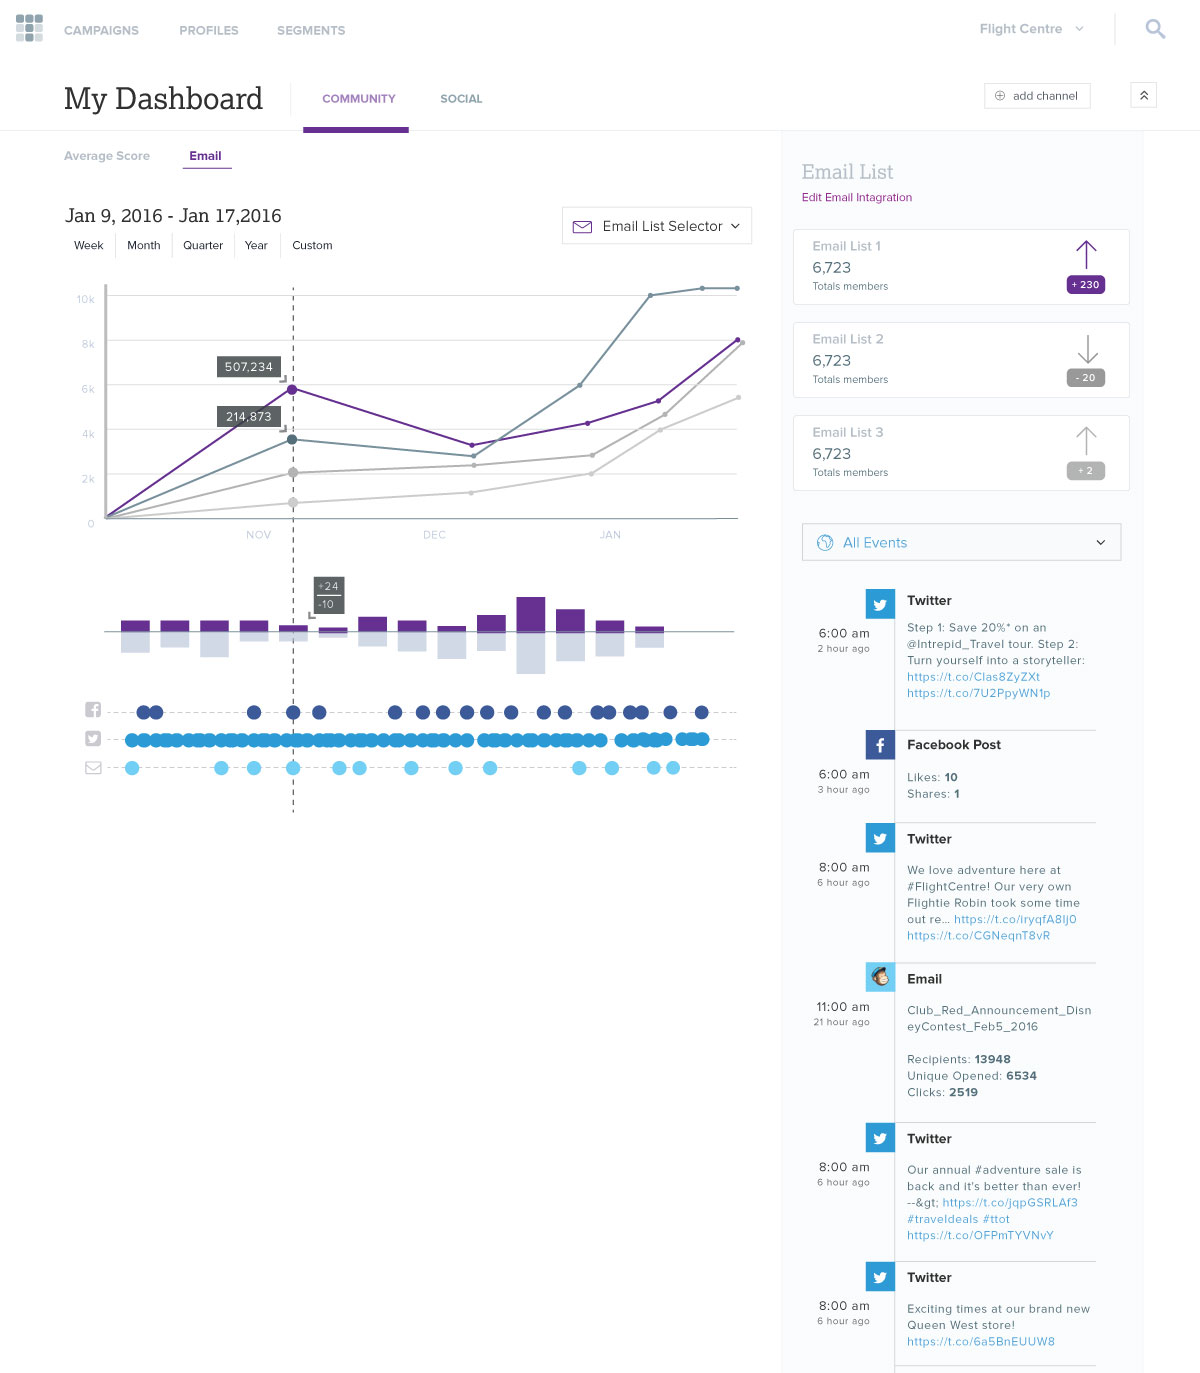 CAMPAIGNS PROFILES SEGMENTS Flight Centre
My Dashboard COMMUNITY SOCIAL add channel
Average Score Email
Jan 9, 2016 - Jan 17,2016
Week Month Quarter Year Custom
Email List Selector
10k
8k
6k
4k
2k
0
507,234
214,873
NOV DEC JAN
+24
-10
Email List
Edit Email Intagration
Email List 1
6,723
Totals members
+ 230
Email List 2
6,723
Totals members
- 20
Email List 3
6,723
Totals members
+ 2
All Events
Twitter
6:00 am
2 hour ago
Step 1: Save 20%* on an
@Intrepid_Travel tour. Step 2:
Turn yourself into a storyteller:
https://t.co/CIas8ZyZXt
https://t.co/7U2PpyWN1p
Facebook Post
6:00 am
3 hour ago
Likes: 10
Shares: 1
Twitter
8:00 am
6 hour ago
We love adventure here at
#FlightCentre! Our very own
Flightie Robin took some time
out re... https://t.co/iryqfA8Ij0
https://t.co/CGNeqnT8vR
Email
11:00 am
21 hour ago
Club_Red_Announcement_Disn
eyContest_Feb5_2016
Recipients: 13948
Unique Opened: 6534
Clicks: 2519
Twitter
8:00 am
6 hour ago
Our annual #adventure sale is
back and it's better than ever!
--&gt; https://t.co/jqpGSRLAf3
#traveldeals #ttot
https://t.co/OFPmTYVNvY
Twitter
8:00 am
6 hour ago
Exciting times at our brand new
Queen West store!
https://t.co/6a5BnEUUW8